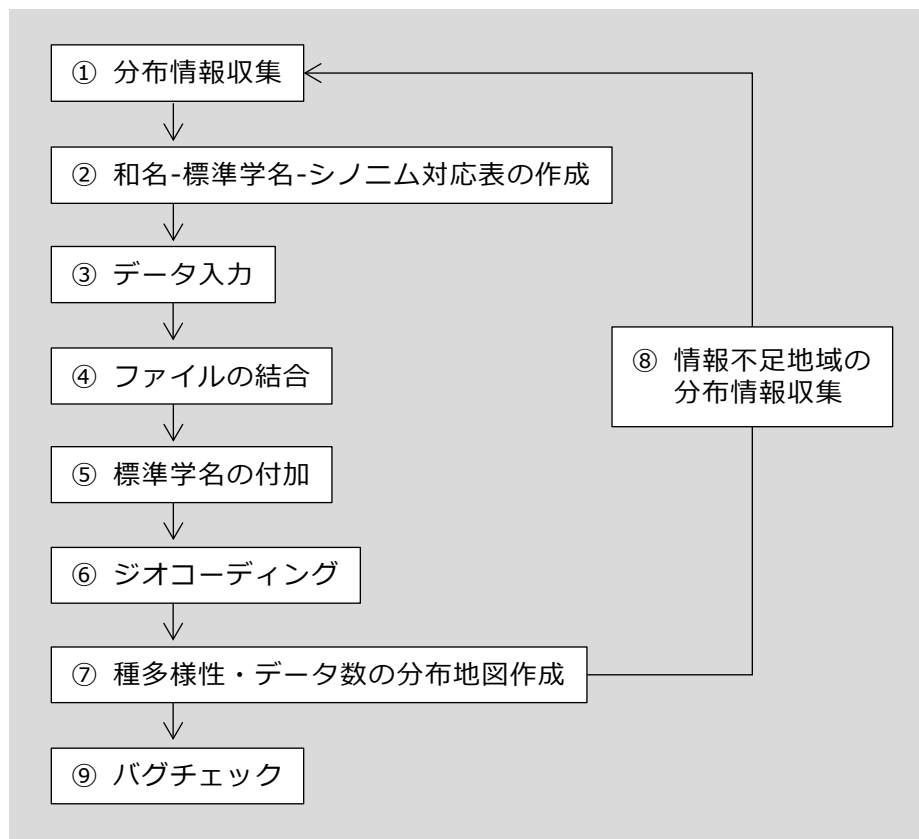 ① 分布情報収集
② 和名-標準学名-シノニム対応表の作成
③ データ入力
④ ファイルの結合
⑧ 情報不足地域の
分布情報収集
⑤ 標準学名の付加
⑥ ジオコーディング
⑦ 種多様性・データ数の分布地図作成
⑨ バグチェック